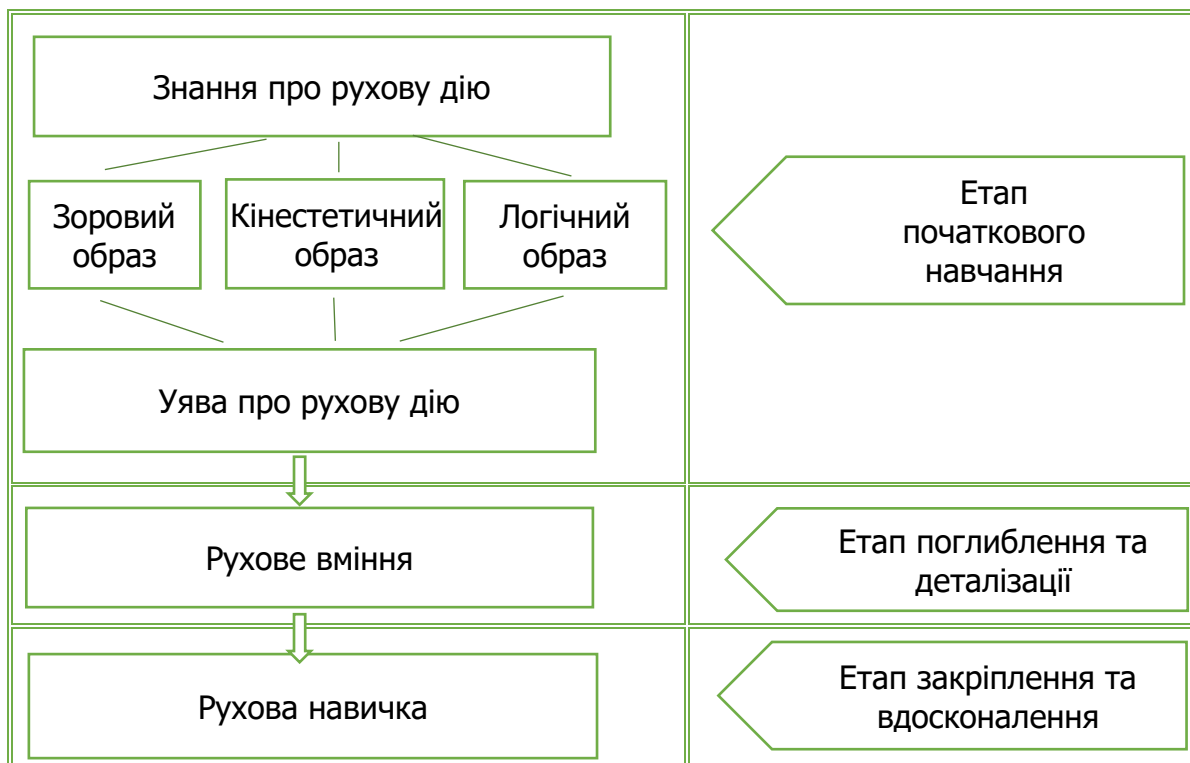 Знання про рухову дію
Зоровий
образ
Кінестетичний
образ
Логічний
образ
Етап
початкового
навчання
Уява про рухову дію
Рухове вміння
Етап поглиблення та
деталізації
Рухова навичка
Етап закріплення та
вдосконалення